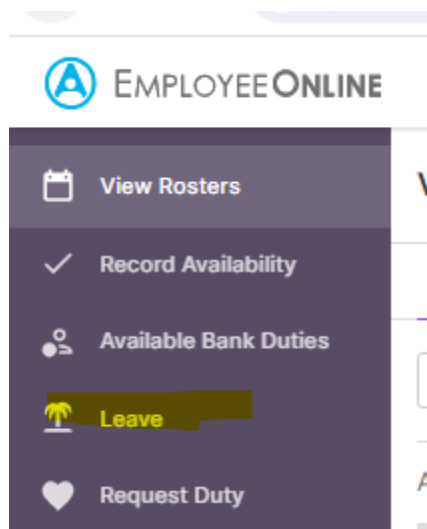 EMPLOYEEONLINE
View Rosters
Record Availability
Available Bank Duties
Leave
Request Duty